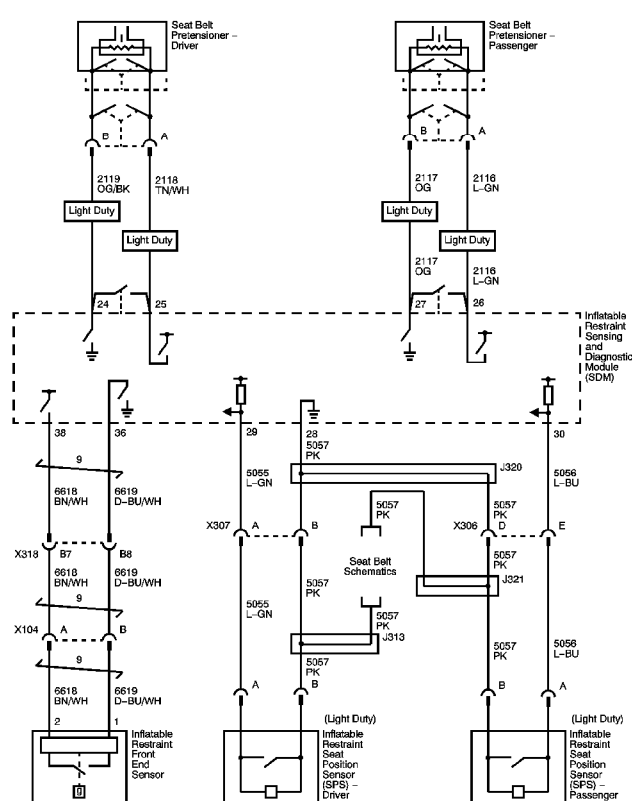 Seat Belt
Pretensioner –
Driver
Seat Belt
Pretensioner –
Passenger
B A
B A
2119
OG/BK
2118
TN/WH
2117
OG
2116
L–GN
Light Duty
Light Duty
Light Duty
Light Duty
2117
OG
2116
L–GN
24 25
27 26
Inflatable
Restraint
Sensing
and
Diagnostic
Module
(SDM)
38 36 29 28 30
9
5057
PK
J320
6618
BN/WH
6619
D–BU/WH
5055
L–GN
5057
PK
5057
PK
5056
L–BU
X307 A B
X306 D E
X318 B7 B8
Seat Belt
Schematics
5057
PK
J321
6618
BN/WH
6619
D–BU/WH
9
5055
L–GN
5057
PK
5057
PK
J313
X104 A B
9
5057
PK
5057
PK
5056
L–BU
6618
BN/WH
6619
D–BU/WH
A B
B A
2 1
Inflatable
Restraint
Front
End
Sensor
(Light Duty)
Inflatable
Restraint
Seat
Position
Sensor
(SPS) –
Driver
(Light Duty)
Inflatable
Restraint
Seat
Position
Sensor
(SPS) –
Passenger